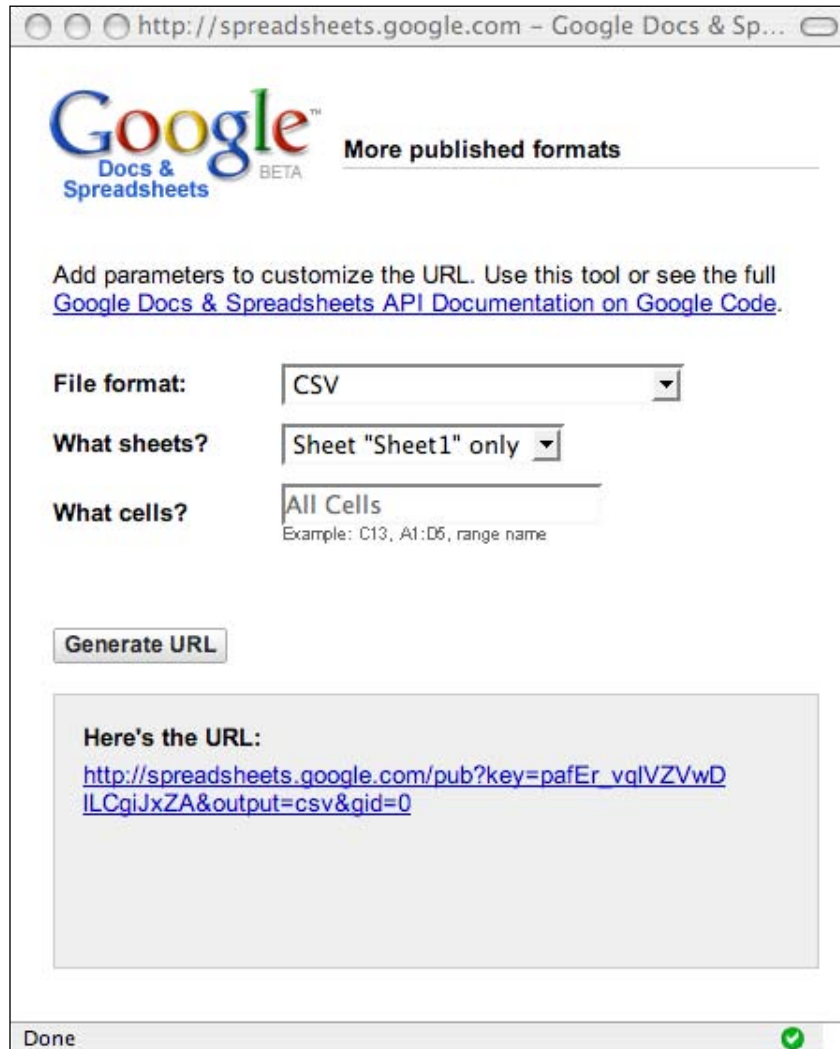 http://spreadsheets.google.com – Google Docs & Sp...
Google™
Docs &
Spreadsheets
BETA
More published formats
Add parameters to customize the URL. Use this tool or see the full
Google Docs & Spreadsheets API Documentation on Google Code.
File format:
CSV
What sheets?
Sheet "Sheet1" only
What cells?
All Cells
Example: C13, A1:D5, range name
Generate URL
Here's the URL:
http://spreadsheets.google.com/pub?key=pafEr_vqlVZVwD
ILCgiJxZA&output=csv&gid=0
Done